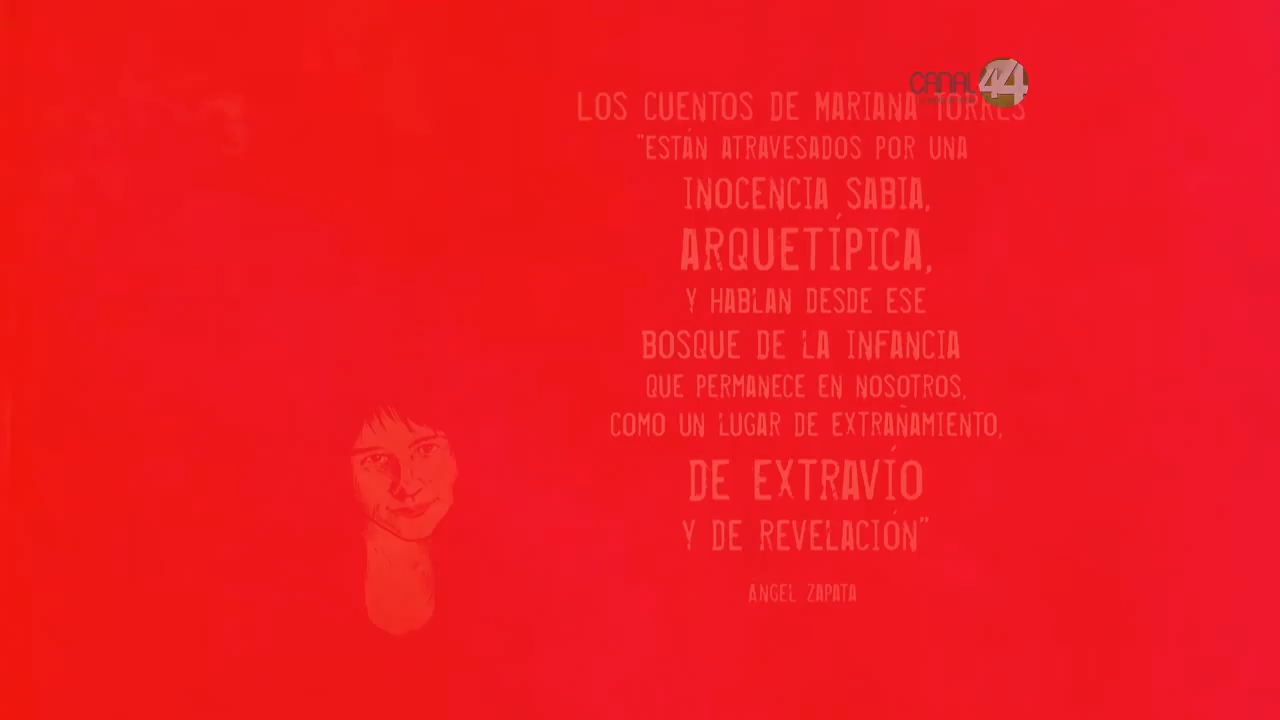 CANAL 44
LOS CUENTOS DE MARIANA TORRES
"ESTÁN ATRAVESADOS POR UNA
INOCENCIA SABIA,
ARQUETÍPICA,
Y HABLAN DESDE ESE
BOSQUE DE LA INFANCIA
QUE PERMANECE EN NOSOTROS,
COMO UN LUGAR DE EXTRAÑAMIENTO,
DE EXTRAVÍO
Y DE REVELACIÓN"
ÁNGEL ZAPATA